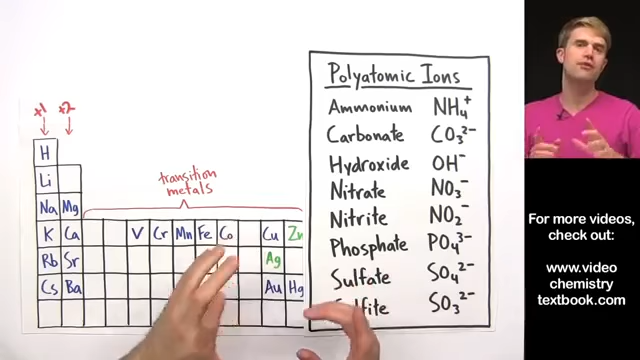 +1 +2
H
Li
Na Mg
K Ca V Cr Mn Fe Co Cu Zn
Rb Sr Ag
Cs Ba Au Hg
transition
metals
Polyatomic Ions
Ammonium NH₄⁺
Carbonate CO₃²⁻
Hydroxide OH⁻
Nitrate NO₃⁻
Nitrite NO₂⁻
Phosphate PO₄³⁻
Sulfate SO₄²⁻
SO₃²⁻
For more videos,
check out:
www.video
chemistry
textbook.com